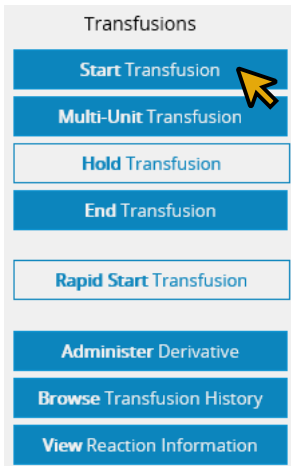 Transfusions
Start Transfusion
Multi-Unit Transfusion
Hold Transfusion
End Transfusion
Rapid Start Transfusion
Administer Derivative
Browse Transfusion History
View Reaction Information